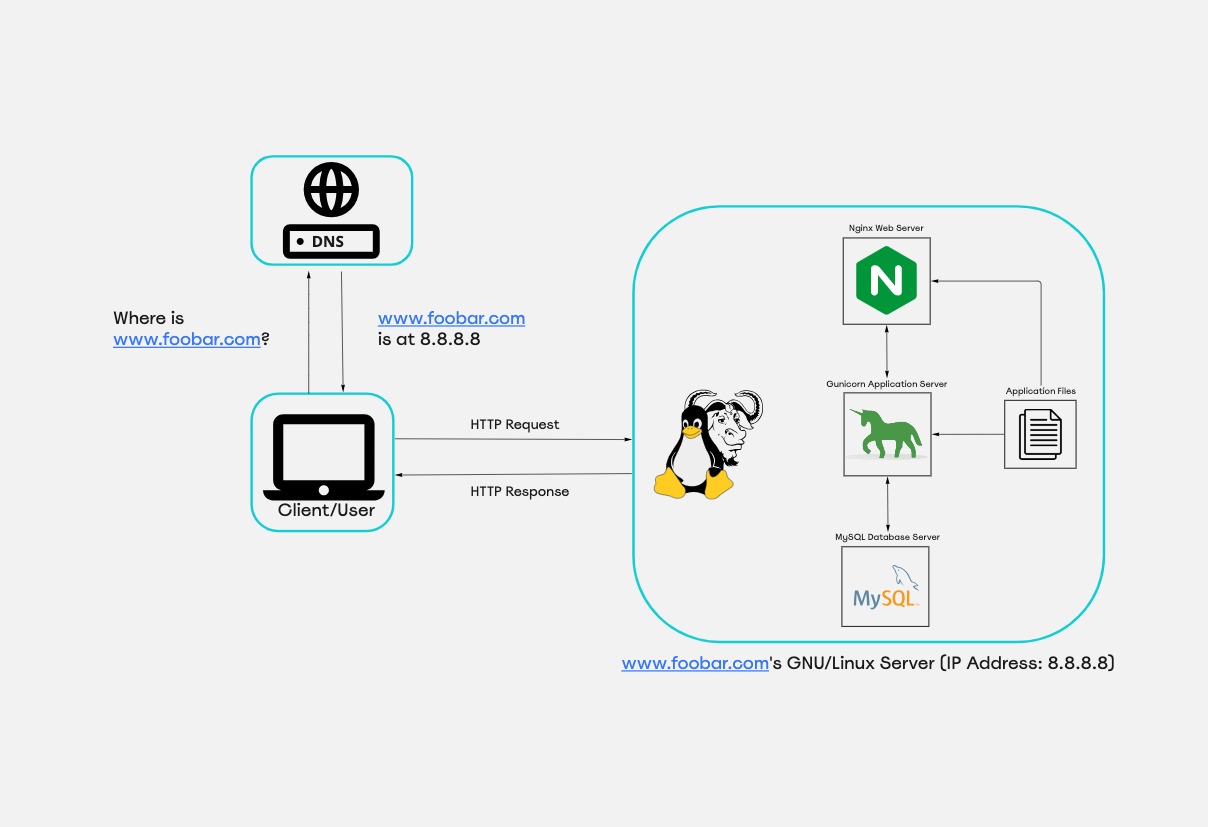 DNS
Where is
www.foobar.com?
www.foobar.com
is at 8.8.8.8
Client/User
HTTP Request
HTTP Response
Nginx Web Server
N
Gunicorn Application Server
Application Files
MySQL Database Server
MySQL
www.foobar.com's GNU/Linux Server (IP Address: 8.8.8.8)